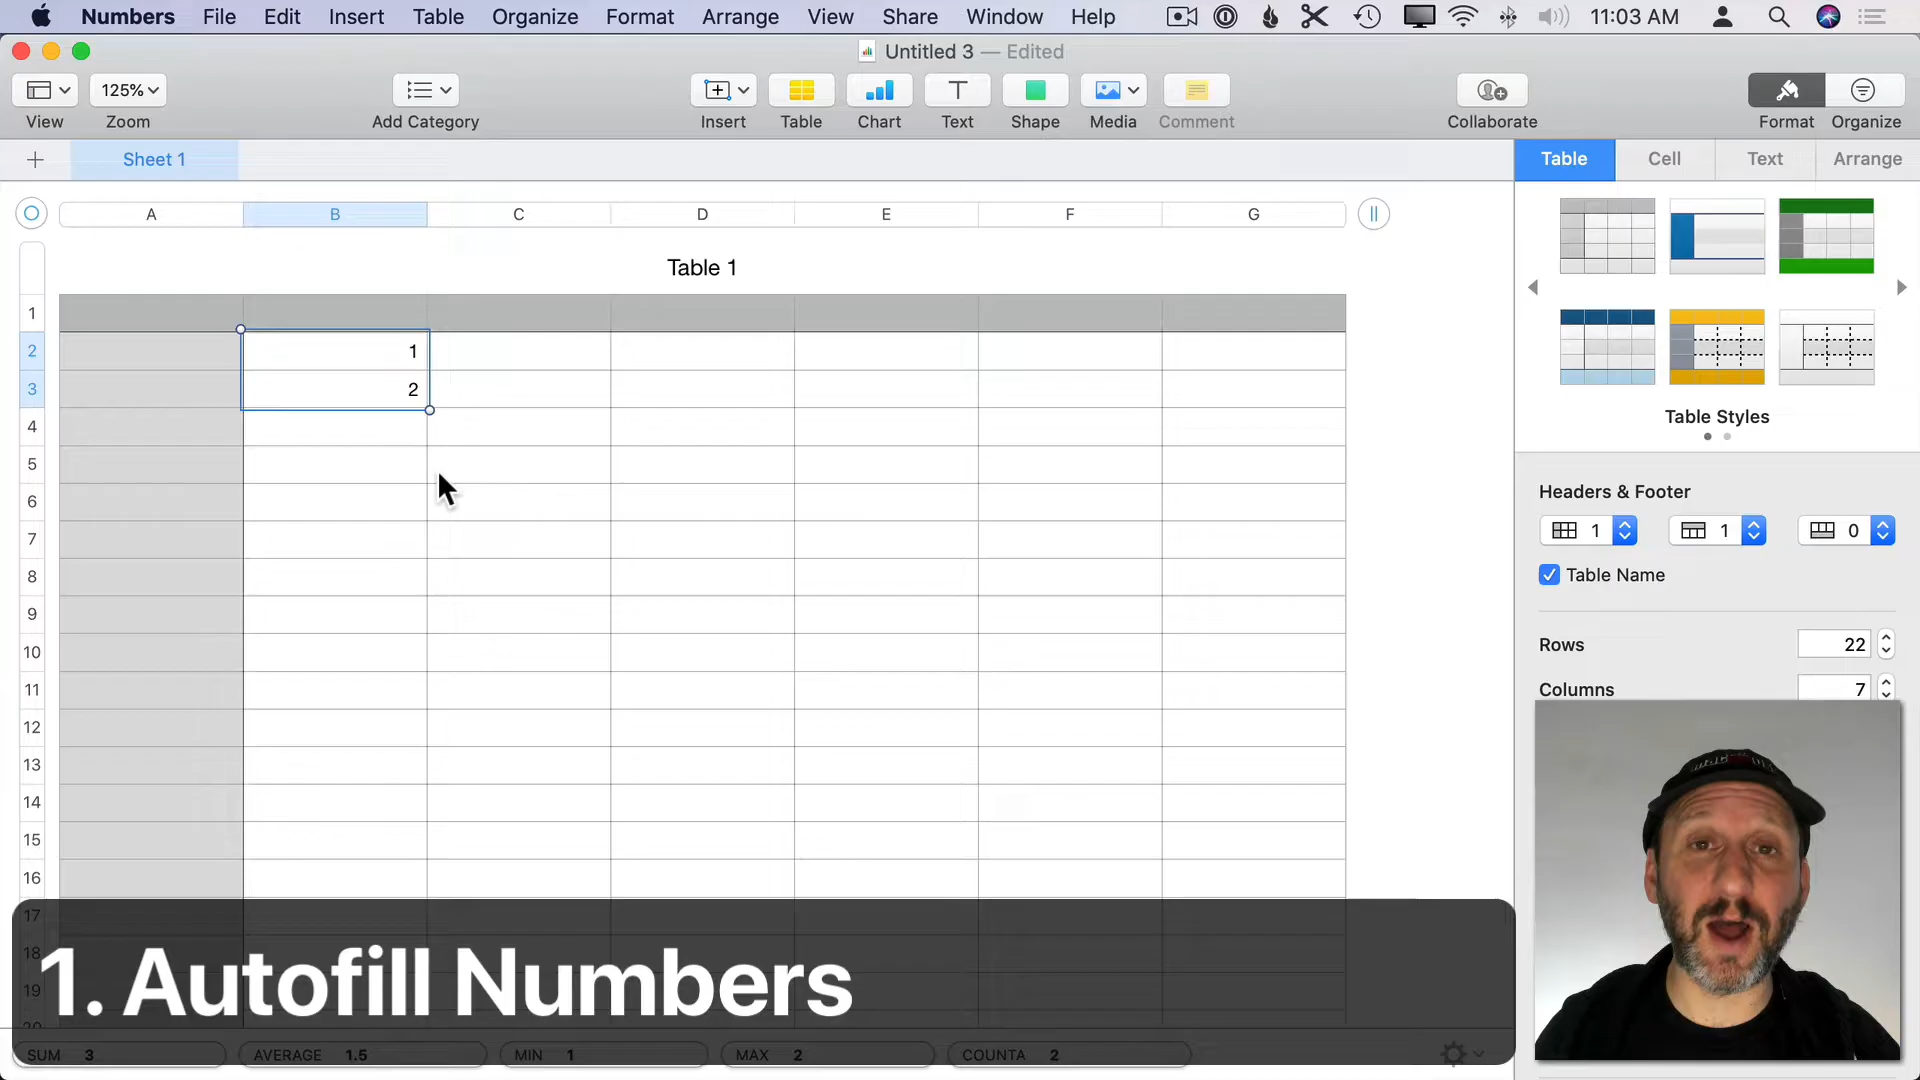 Numbers File Edit Insert Table Organize Format Arrange View Share Window Help 11:03 AM
Untitled 3 — Edited
125%
View Zoom Add Category Insert Table Chart Text Shape Media Comment Collaborate Format Organize
Sheet 1
Table Cell Text Arrange
A B C D E F G
Table 1
1
2 1
3 2
4
5
6
7
8
9
10
11
12
13
14
15
16
17
18
19
20
Table Styles
Headers & Footer
1 1 0
Table Name
Rows 22
Columns 7
1. Autofill Numbers
SUM 3 AVERAGE 1.5 MIN 1 MAX 2 COUNTA 2